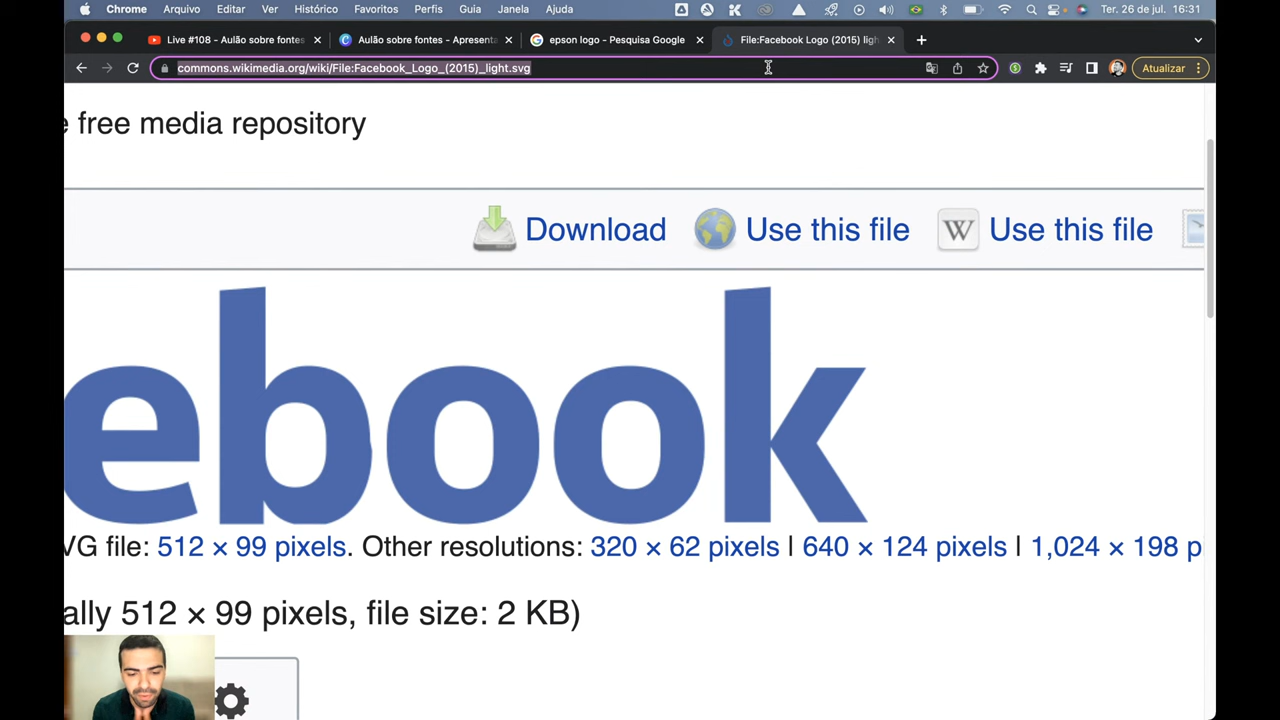 Chrome Arquivo Editar Ver Histórico Favoritos Perfis Guia Janela Ajuda Ter. 26 de jul. 16:31
Live #108 - Aulão sobre fontes Aulão sobre fontes - Apresenta epson logo - Pesquisa Google File:Facebook Logo (2015) ligh
commons.wikimedia.org/wiki/File:Facebook_Logo_(2015)_light.svg Atualizar
e free media repository
Download Use this file W Use this file
ebook
VG file: 512 × 99 pixels. Other resolutions: 320 × 62 pixels | 640 × 124 pixels | 1,024 × 198 p
ally 512 × 99 pixels, file size: 2 KB)